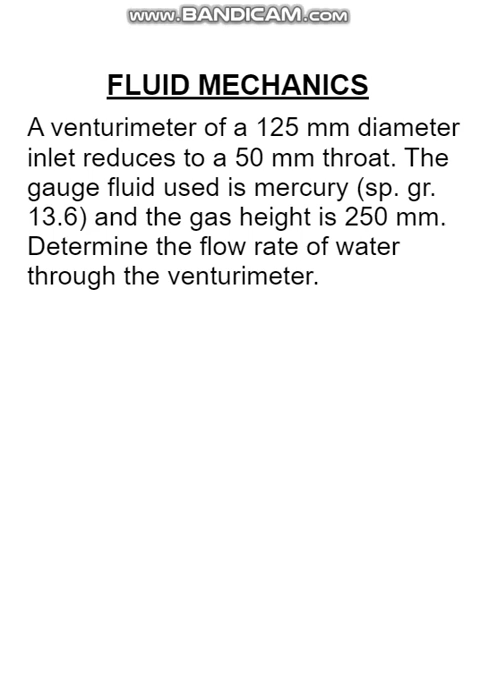 www.BANDICAM.com
FLUID MECHANICS
A venturimeter of a 125 mm diameter
inlet reduces to a 50 mm throat. The
gauge fluid used is mercury (sp. gr.
13.6) and the gas height is 250 mm.
Determine the flow rate of water
through the venturimeter.